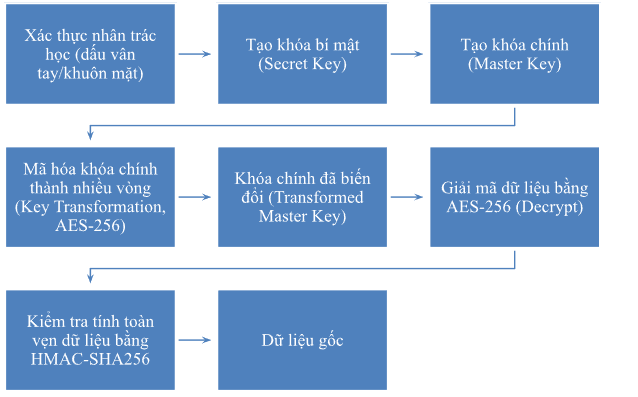 Xác thực nhân trác
học (dấu vân
tay/khuôn mặt)
Tạo khóa bí mật
(Secret Key)
Tạo khóa chính
(Master Key)
Mã hóa khóa chính
thành nhiều vòng
(Key Transformation,
AES-256)
Khóa chính đã biến
đổi (Transformed
Master Key)
Giải mã dữ liệu bằng
AES-256 (Decrypt)
Kiểm tra tính toàn
vẹn dữ liệu bằng
HMAC-SHA256
Dữ liệu gốc